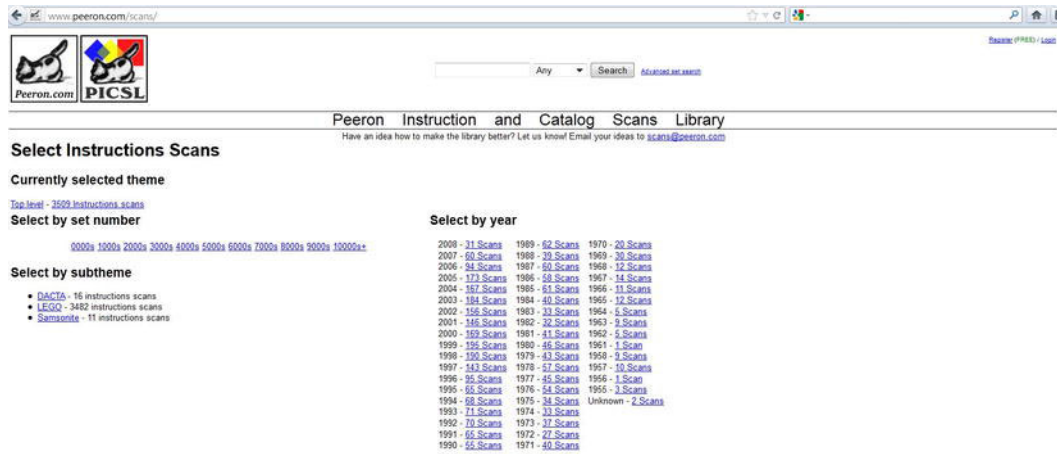 www.peeron.com/scans/
Register (FREE) / Login
Peeron.com
PICSL
Any
Search
Advanced set search
Peeron Instruction and Catalog Scans Library
Have an idea how to make the library better? Let us know! Email your ideas to scans@peeron.com
Select Instructions Scans
Currently selected theme
Top level - 3509 Instructions scans
Select by set number
0000s 1000s 2000s 3000s 4000s 5000s 6000s 7000s 8000s 9000s 10000s+
Select by subtheme
DACTA - 16 instructions scans
LEGO - 3482 instructions scans
Samsonite - 11 instructions scans
Select by year
2008 - 31 Scans 1989 - 62 Scans 1970 - 20 Scans
2007 - 60 Scans 1988 - 39 Scans 1969 - 30 Scans
2006 - 94 Scans 1987 - 60 Scans 1968 - 12 Scans
2005 - 173 Scans 1986 - 58 Scans 1967 - 14 Scans
2004 - 167 Scans 1985 - 61 Scans 1966 - 11 Scans
2003 - 184 Scans 1984 - 40 Scans 1965 - 12 Scans
2002 - 156 Scans 1983 - 33 Scans 1964 - 5 Scans
2001 - 146 Scans 1982 - 32 Scans 1963 - 9 Scans
2000 - 169 Scans 1981 - 41 Scans 1962 - 5 Scans
1999 - 195 Scans 1980 - 46 Scans 1961 - 1 Scan
1998 - 190 Scans 1979 - 43 Scans 1958 - 9 Scans
1997 - 143 Scans 1978 - 57 Scans 1957 - 10 Scans
1996 - 95 Scans 1977 - 45 Scans 1956 - 1 Scan
1995 - 65 Scans 1976 - 54 Scans 1955 - 3 Scans
1994 - 68 Scans 1975 - 34 Scans Unknown - 2 Scans
1993 - 71 Scans 1974 - 33 Scans
1992 - 70 Scans 1973 - 37 Scans
1991 - 65 Scans 1972 - 27 Scans
1990 - 55 Scans 1971 - 40 Scans